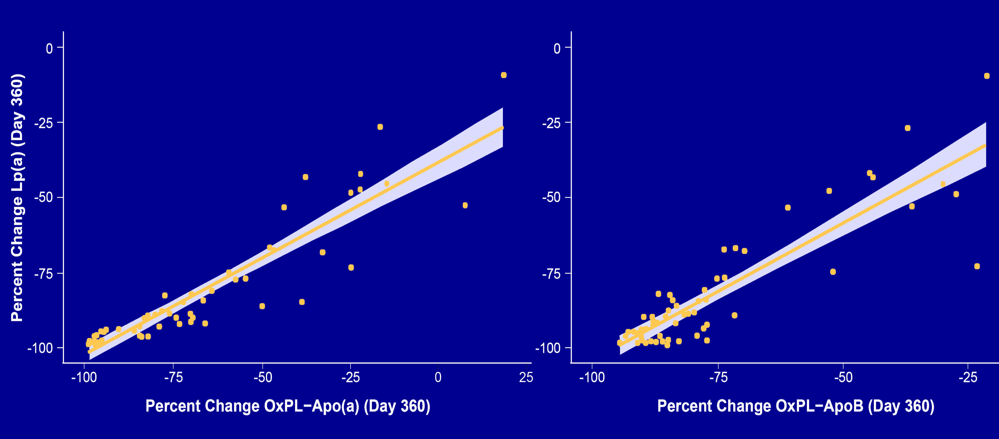 Percent Change Lp(a) (Day 360)
0
-25
-50
-75
-100
-100 -75 -50 -25 0 25
Percent Change OxPL−Apo(a) (Day 360)
0
-25
-50
-75
-100
-100 -75 -50 -25
Percent Change OxPL−ApoB (Day 360)